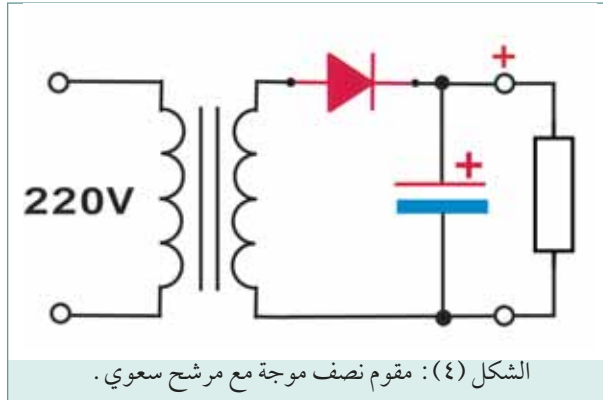 +
+
220V
الشكل (٤): مقوم نصف موجة مع مرشح سعوي.